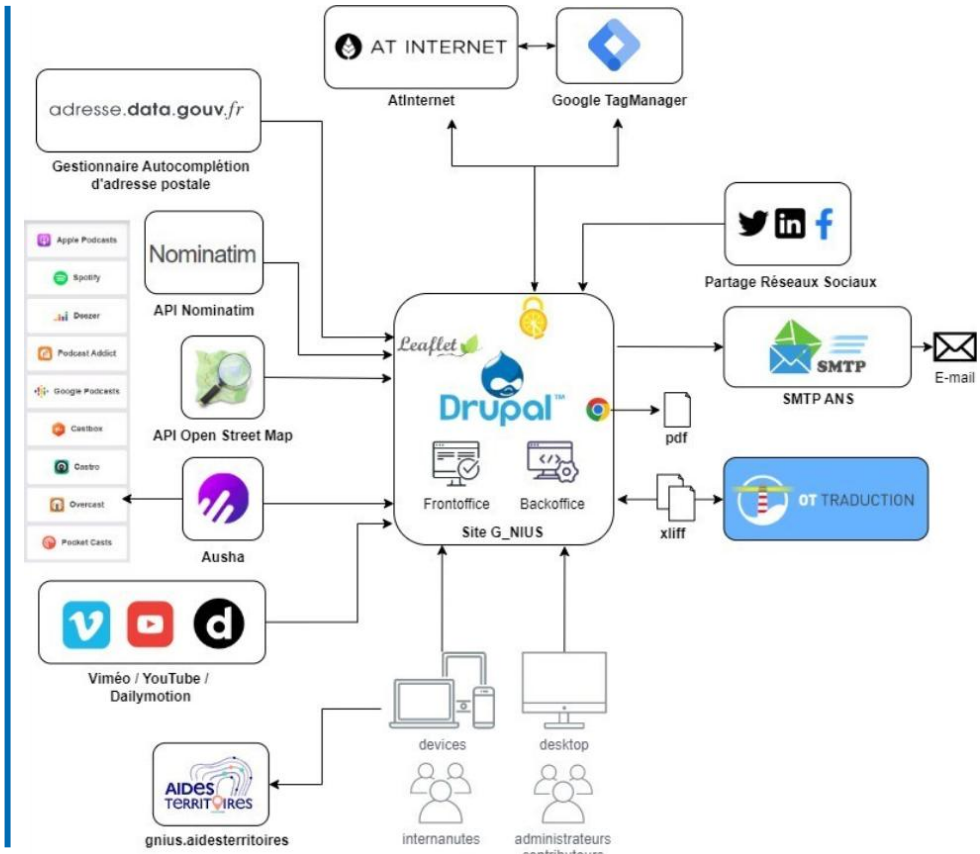 AT INTERNET
AtInternet
Google TagManager
adresse.data.gouv.fr
Gestionnaire Autocomplétion
d'adresse postale
Partage Réseaux Sociaux
Apple Podcasts
Spotify
Deezer
Podcast Addict
Google Podcasts
Castbox
Castro
Overcast
Pocket Casts
Nominatim
API Nominatim
API Open Street Map
Ausha
Viméo / YouTube /
Dailymotion
Leaflet
Drupal™
Frontoffice
Backoffice
Site G_NIUS
SMTP
SMTP ANS
E-mail
pdf
xliff
OT TRADUCTION
devices
desktop
internanutes
administrateurs
contributeurs
AIDES
TERRITOIRES
gnius.aidesterritoires